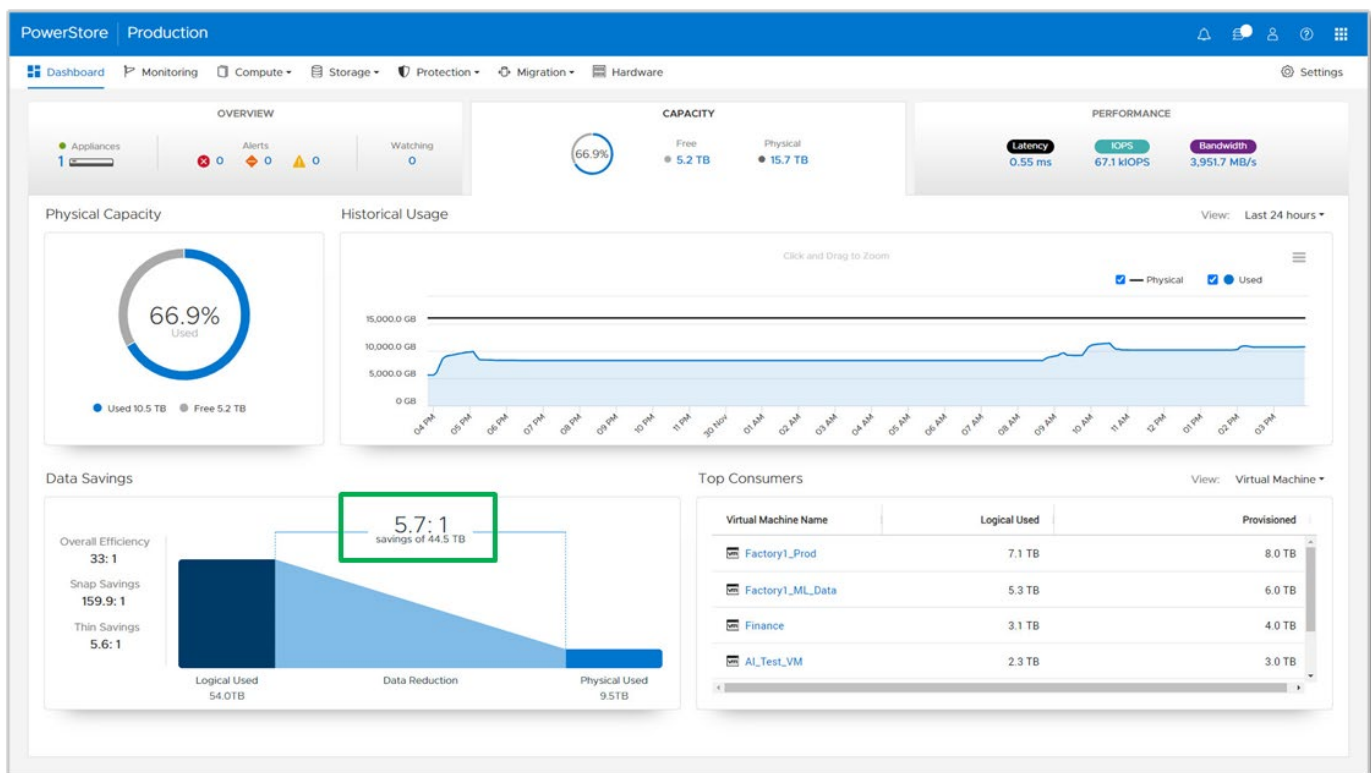 PowerStore Production
Dashboard Monitoring Compute Storage Protection Migration Hardware Settings
OVERVIEW
Appliances Alerts Watching
1 0 0 0 0
CAPACITY
66.9% Free Physical
5.2 TB 15.7 TB
PERFORMANCE
Latency IOPS Bandwidth
0.55 ms 67.1 kIOPS 3,951.7 MB/s
Physical Capacity
66.9%
Used
Used 10.5 TB Free 5.2 TB
Historical Usage
View: Last 24 hours
Click and Drag to Zoom
Physical Used
15,000.0 GB
10,000.0 GB
5,000.0 GB
0 GB
04 PM 05 PM 06 PM 07 PM 08 PM 09 PM 10 PM 11 PM 30 Nov 01 AM 02 AM 03 AM 04 AM 05 AM 06 AM 07 AM 08 AM 09 AM 10 AM 11 AM 12 PM 01 PM 02 PM 03 PM
Data Savings
Overall Efficiency
33: 1
Snap Savings
159.9: 1
Thin Savings
5.6: 1
5.7: 1
savings of 44.5 TB
Logical Used Data Reduction Physical Used
54.0TB 9.5TB
Top Consumers
View: Virtual Machine
Virtual Machine Name Logical Used Provisioned
vm Factory1_Prod 7.1 TB 8.0 TB
vm Factory1_ML_Data 5.3 TB 6.0 TB
vm Finance 3.1 TB 4.0 TB
vm AI_Test_VM 2.3 TB 3.0 TB